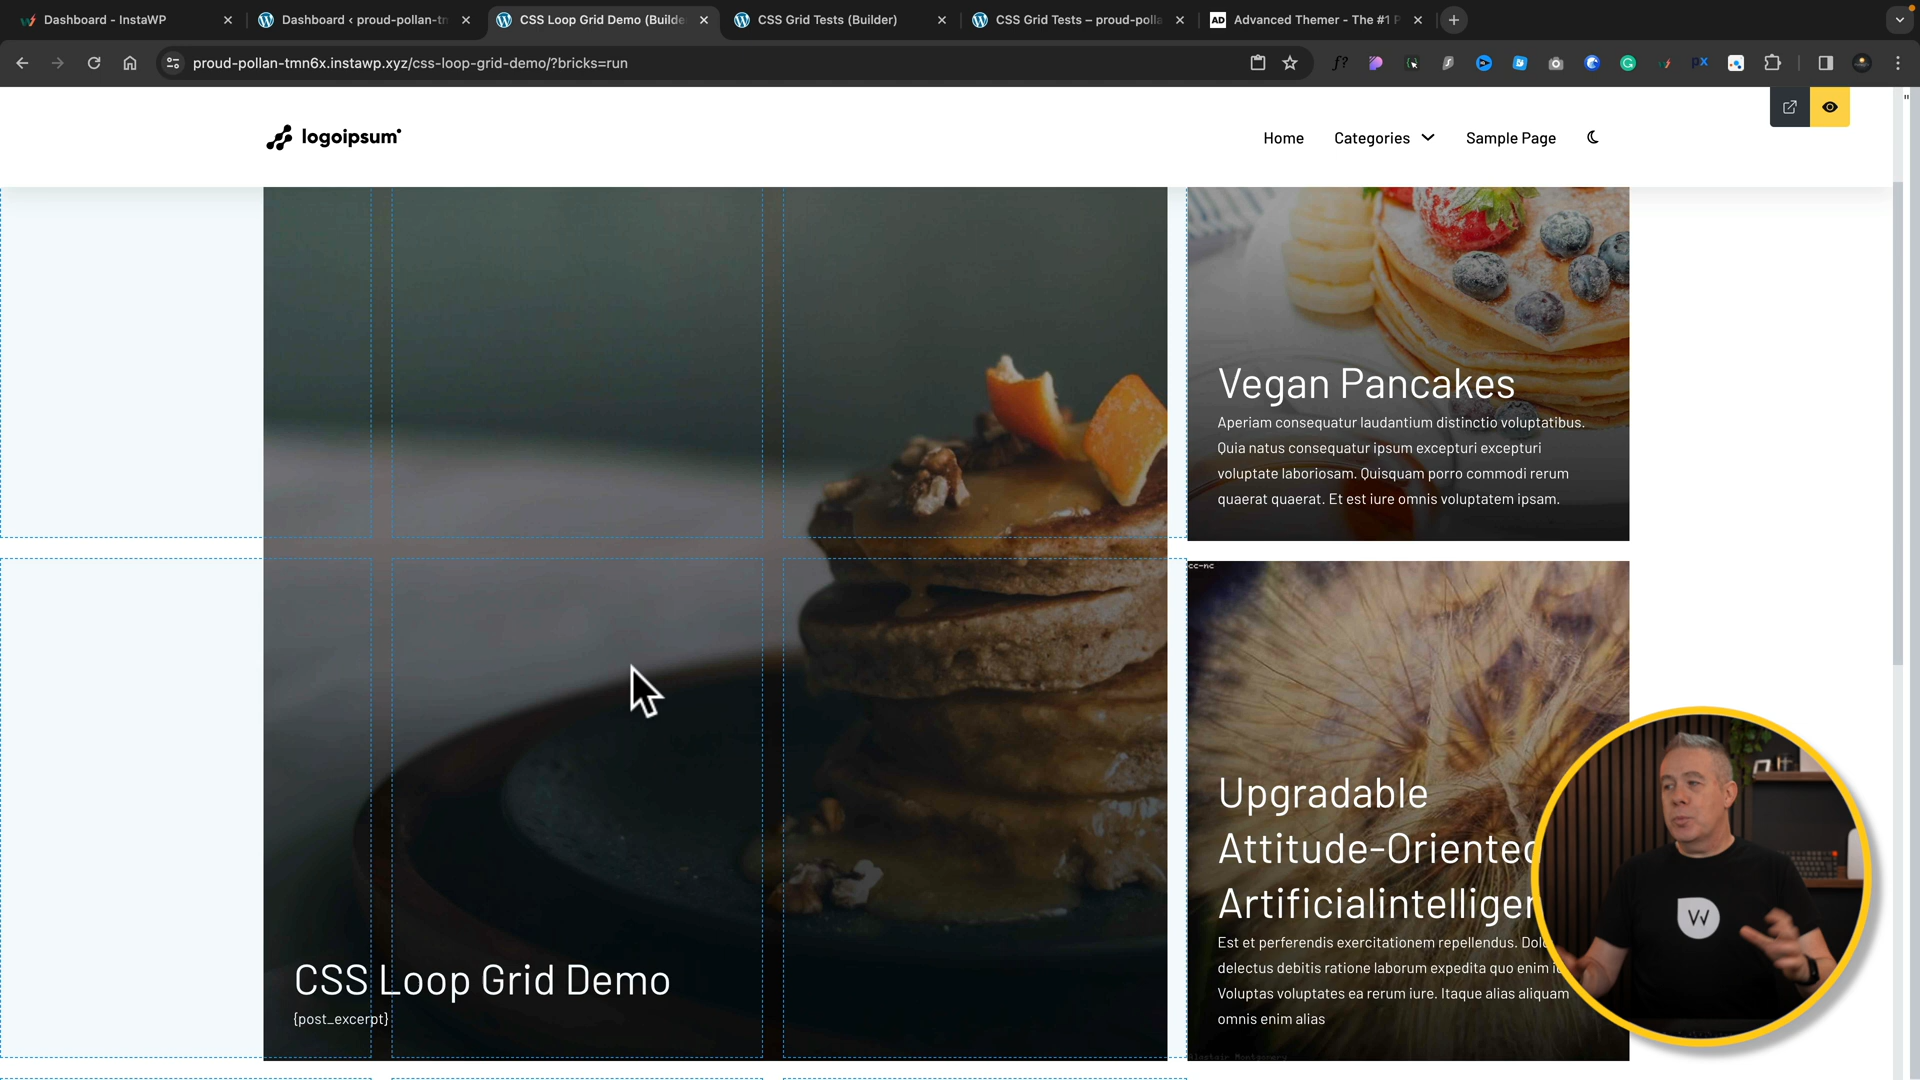 Dashboard - InstaWP
Dashboard ‹ proud-pollan-tn
CSS Loop Grid Demo (Builde
CSS Grid Tests (Builder)
CSS Grid Tests – proud-polla
AD
Advanced Themer - The #1 P
proud-pollan-tmn6x.instawp.xyz/css-loop-grid-demo/?bricks=run
logoipsum
Home
Categories
Sample Page
Vegan Pancakes
Aperiam consequatur laudantium distinctio voluptatibus.
Quia natus consequatur ipsum excepturi excepturi
voluptate laboriosam. Quisquam porro commodi rerum
quaerat quaerat. Et est iure omnis voluptatem ipsam.
cc-nc
Upgradable
Attitude-Oriented
Artificialintelligen
Est et perferendis exercitationem repellendus. Dol
delectus debitis ratione laborum expedita quo enim i
Voluptas voluptates ea rerum iure. Itaque alias aliquam
omnis enim alias
CSS Loop Grid Demo
{post_excerpt}